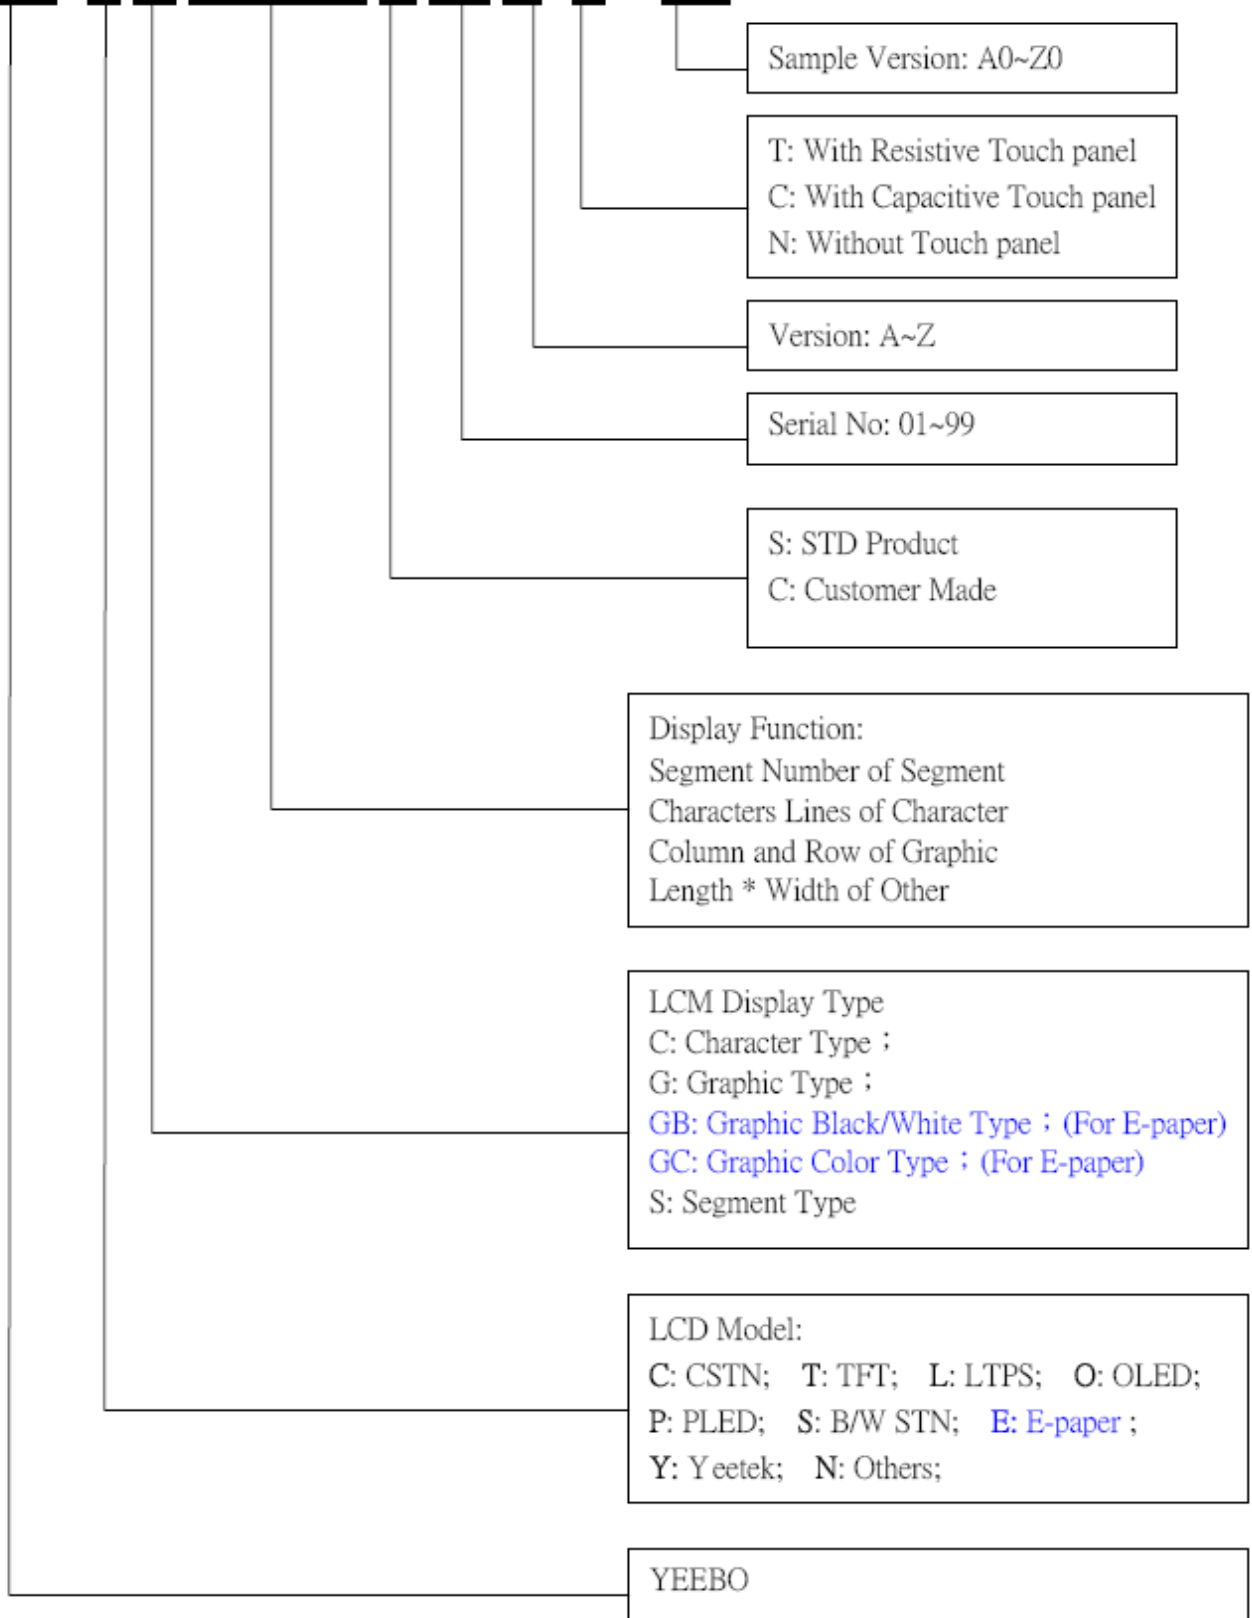 Sample Version: A0~Z0
T: With Resistive Touch panel
C: With Capacitive Touch panel
N: Without Touch panel
Version: A~Z
Serial No: 01~99
S: STD Product
C: Customer Made
Display Function:
Segment Number of Segment
Characters Lines of Character
Column and Row of Graphic
Length * Width of Other
LCM Display Type
C: Character Type；
G: Graphic Type；
GB: Graphic Black/White Type；(For E-paper)
GC: Graphic Color Type；(For E-paper)
S: Segment Type
LCD Model:
C: CSTN; T: TFT; L: LTPS; O: OLED;
P: PLED; S: B/W STN; E: E-paper ;
Y: Yeetek; N: Others;
YEEBO